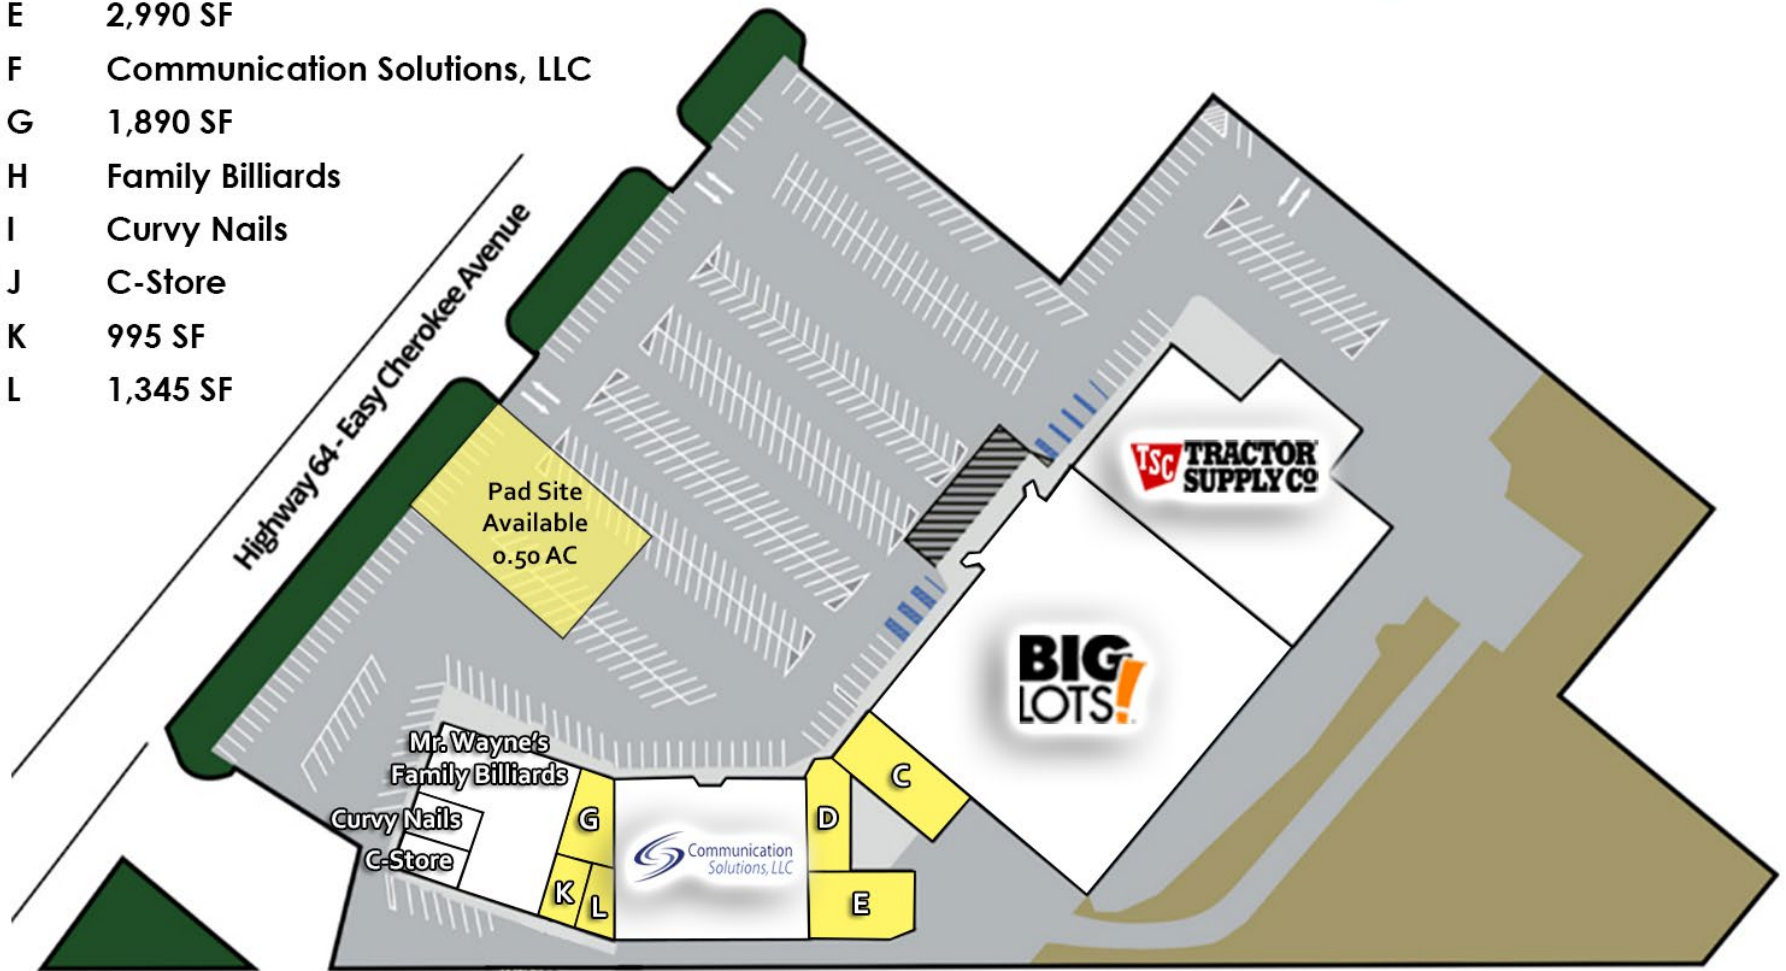 E 2,990 SF
F Communication Solutions, LLC
G 1,890 SF
H Family Billiards
I Curvy Nails
J C-Store
K 995 SF
L 1,345 SF
Highway 64 - Easy Cherokee Avenue
Pad Site
Available
0.50 AC
TSC TRACTOR
SUPPLY CO
BIG
LOTS!
Mr. Wayne's
Family Billiards
Curvy Nails
C-Store
G
K
L
Communication
Solutions, LLC
D
C
E